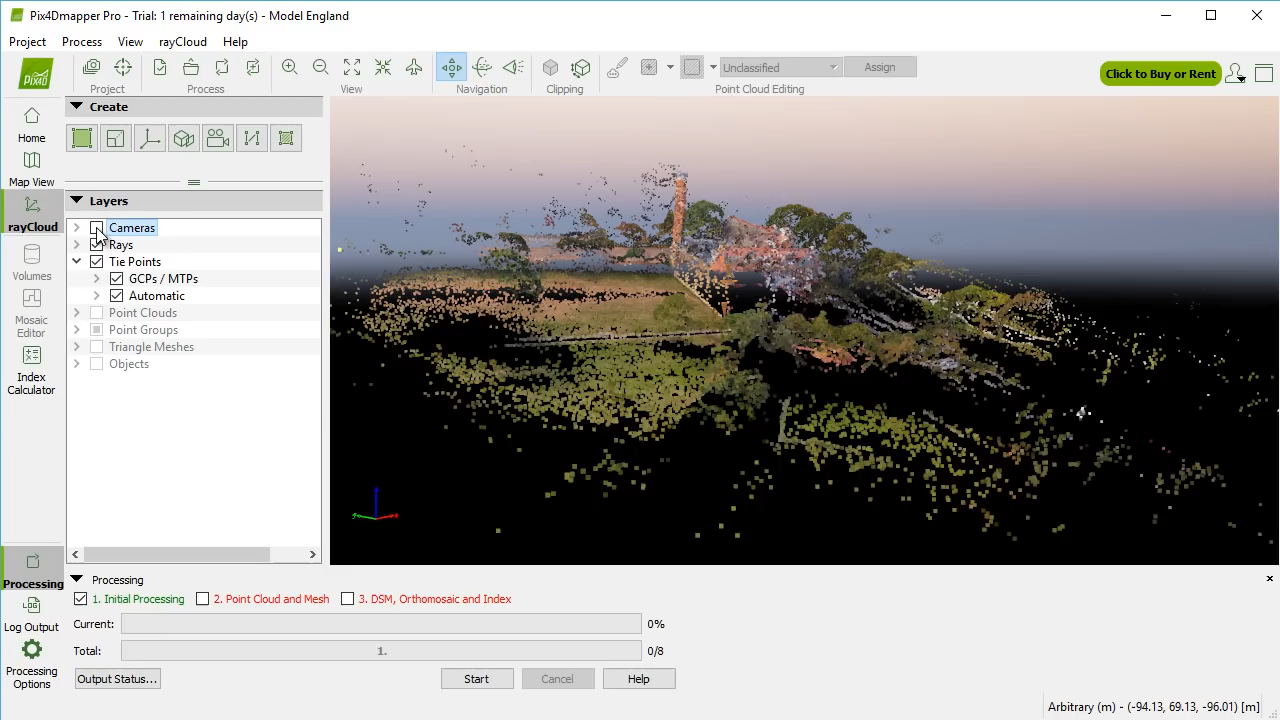 Pix4Dmapper Pro - Trial: 1 remaining day(s) - Model England
Project Process View rayCloud Help
PIX4D
Project
Process
View
Navigation
Clipping
Unclassified
Assign
Point Cloud Editing
Click to Buy or Rent
Home
Map View
rayCloud
Volumes
Mosaic
Editor
Index
Calculator
Processing
Log Output
Processing
Options
Create
Layers
Cameras
Rays
Tie Points
GCPs / MTPs
Automatic
Point Clouds
Point Groups
Triangle Meshes
Objects
Processing
1. Initial Processing 2. Point Cloud and Mesh 3. DSM, Orthomosaic and Index
Current: 0%
Total: 1. 0/8
Output Status... Start Cancel Help
Arbitrary (m) - (-94.13, 69.13, -96.01) [m]